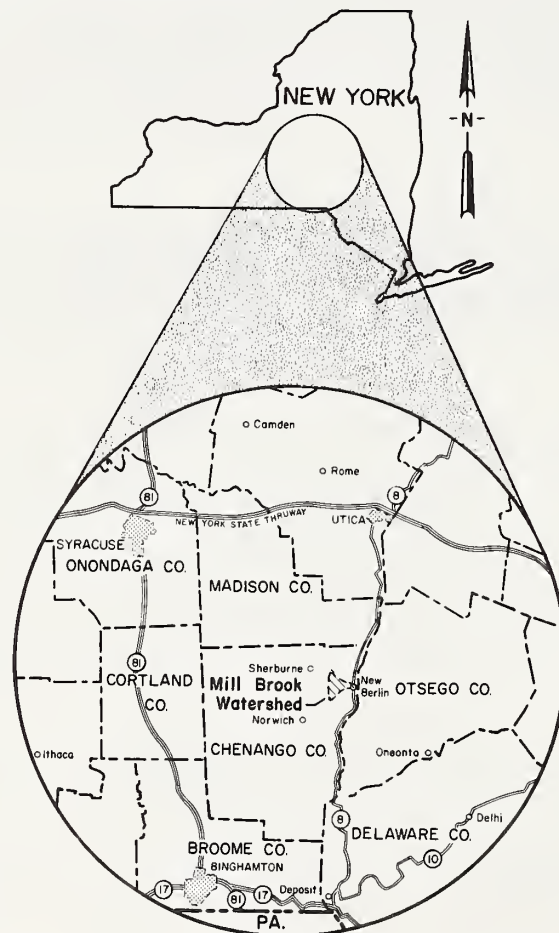 NEW YORK
-N-
Camden
Rome
81
8
NEW YORK STATE THRUWAY
UTICA
SYRACUSE
ONONDAGA CO.
MADISON CO.
81
CORTLAND
CO.
Sherburne
Mill Brook
Watershed
New
Berlin
OTSEGO CO.
Norwich
Ithaca
CHENANGO CO.
Oneonta
8
DELAWARE CO.
Delhi
10
BROOME CO.
BINGHAMTON
17
81
17
Deposit
PA.